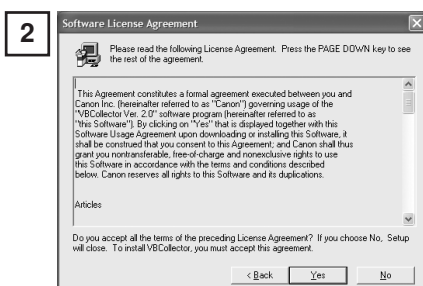 2
Software License Agreement
Please read the following License Agreement. Press the PAGE DOWN key to see
the rest of the agreement.
This Agreement constitutes a formal agreement executed between you and
Canon Inc. (hereinafter referred to as "Canon") governing usage of the
"VBCollector Ver. 2.0" software program (hereinafter referred to as
"this Software"). By clicking on "Yes" that is displayed together with this
Software Usage Agreement upon downloading or installing this Software, it
shall be construed that you consent to this Agreement; and Canon shall thus
grant you nontransferable, free-of-charge and nonexclusive rights to use
this Software in accordance with the terms and conditions described
below. Canon reserves all rights to this Software and its duplications.
Articles
Do you accept all the terms of the preceding License Agreement? If you choose No, Setup
will close. To install VBCollector, you must accept this agreement.
< Back Yes No